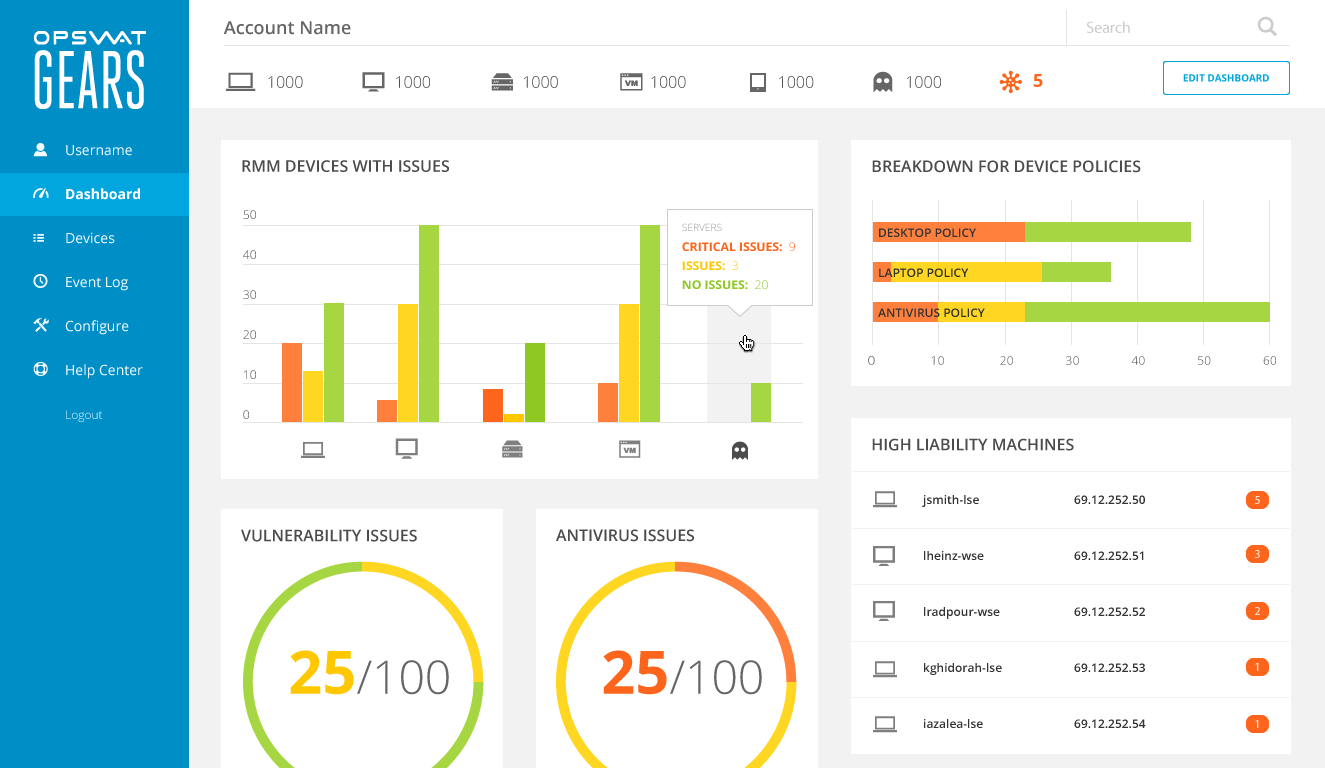 OPSWAT
GEARS
Username
Dashboard
Devices
Event Log
Configure
Help Center
Logout
Account Name
Search
1000
1000
1000
VM 1000
1000
1000
5
EDIT DASHBOARD
RMM DEVICES WITH ISSUES
50
40
30
20
10
0
SERVERS
CRITICAL ISSUES: 9
ISSUES: 3
NO ISSUES: 20
VM
BREAKDOWN FOR DEVICE POLICIES
DESKTOP POLICY
LAPTOP POLICY
ANTIVIRUS POLICY
0 10 20 30 40 50 60
VULNERABILITY ISSUES
25/100
ANTIVIRUS ISSUES
25/100
HIGH LIABILITY MACHINES
jsmith-lse 69.12.252.50 5
lheinz-wse 69.12.252.51 3
lradpour-wse 69.12.252.52 2
kghidorah-lse 69.12.252.53 1
iazalea-lse 69.12.252.54 1